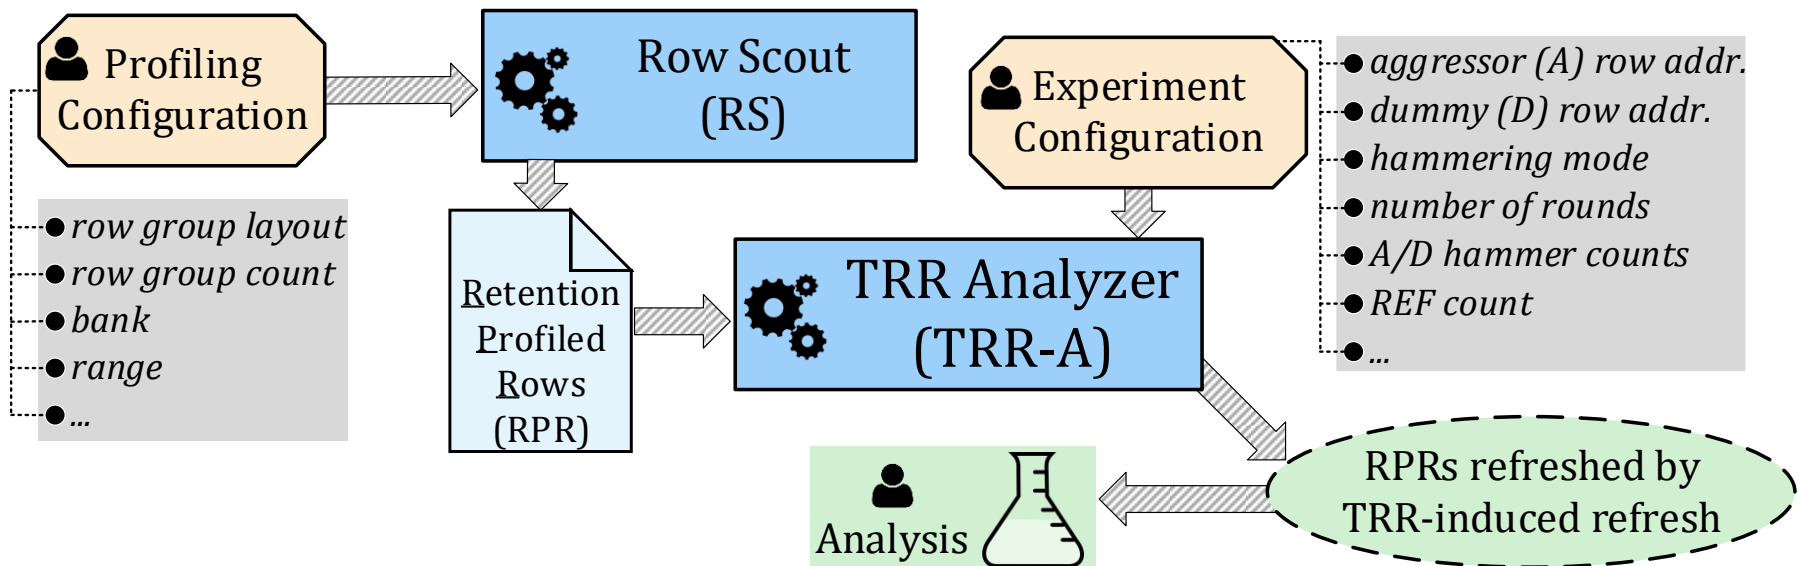 Profiling
Configuration
row group layout
row group count
bank
range
...
Row Scout
(RS)
Retention
Profiled
Rows
(RPR)
Experiment
Configuration
aggressor (A) row addr.
dummy (D) row addr.
hammering mode
number of rounds
A/D hammer counts
REF count
...
TRR Analyzer
(TRR-A)
RPRs refreshed by
TRR-induced refresh
Analysis